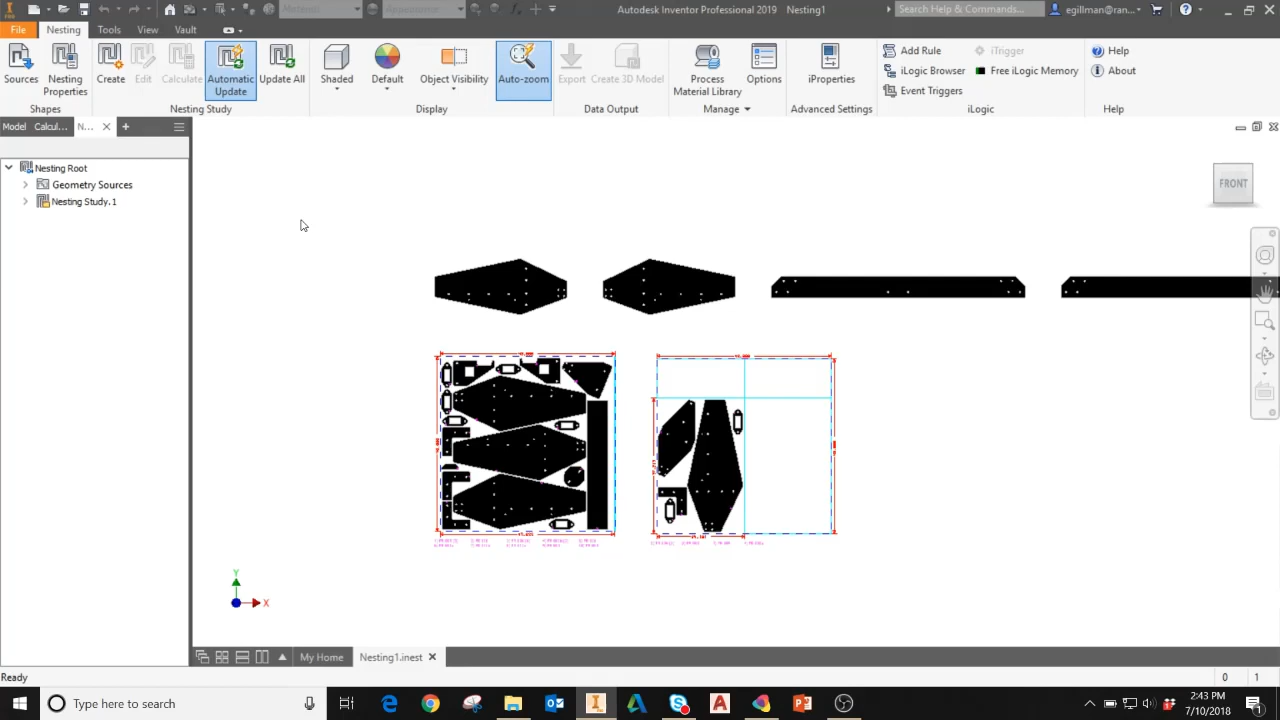 Material
Appearance
Autodesk Inventor Professional 2019 Nesting1
Search Help & Commands...
egillman@ran...
File Nesting Tools View Vault
Sources
Nesting
Properties
Create
Edit
Calculate
Automatic
Update
Update All
Shaded
Default
Object Visibility
Auto-zoom
Export
Create 3D Model
Process
Material Library
Options
iProperties
Add Rule
iTrigger
iLogic Browser
Free iLogic Memory
Event Triggers
Help
About
Shapes
Nesting Study
Display
Data Output
Manage
Advanced Settings
iLogic
Help
Model Calcul... N...
Nesting Root
Geometry Sources
Nesting Study.1
FRONT
Y
X
My Home
Nesting1.inest
Ready
0 1
Type here to search
2:43 PM
7/10/2018